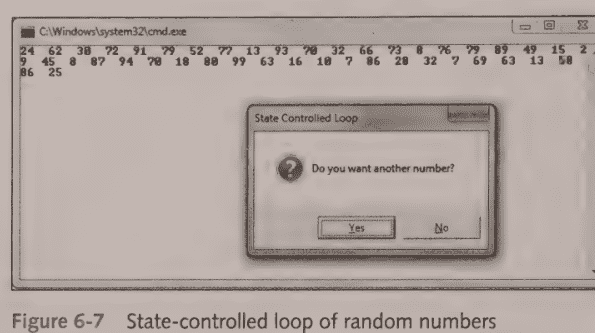 C:\Windows\system32\cmd.exe
24 62 30 72 91 79 52 77 13 93 70 32 66 73 8 76 79 89 49 15 2
9 45 8 87 94 70 18 80 99 63 16 10 7 86 28 32 7 69 63 13 50
86 25
State Controlled Loop
Do you want another number?
Yes No
Figure 6-7 State-controlled loop of random numbers